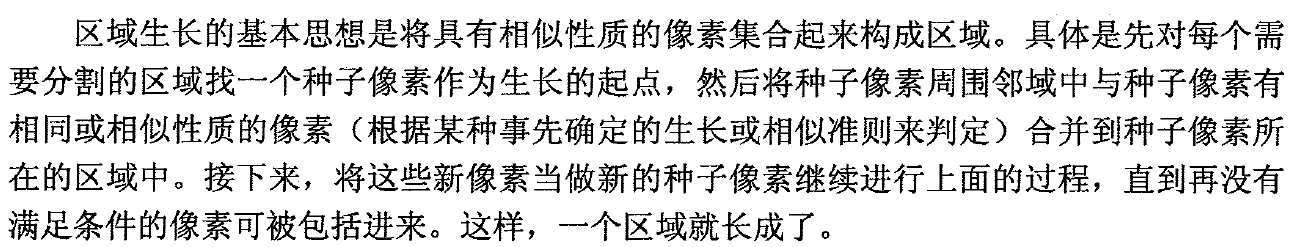 区域生长的基本思想是将具有相似性质的像素集合起来构成区域。具体是先对每个需
要分割的区域找一个种子像素作为生长的起点，然后将种子像素周围邻域中与种子像素有
相同或相似性质的像素（根据某种事先确定的生长或相似准则来判定）合并到种子像素所
在的区域中。接下来，将这些新像素当做新的种子像素继续进行上面的过程，直到再没有
满足条件的像素可被包括进来。这样，一个区域就长成了。